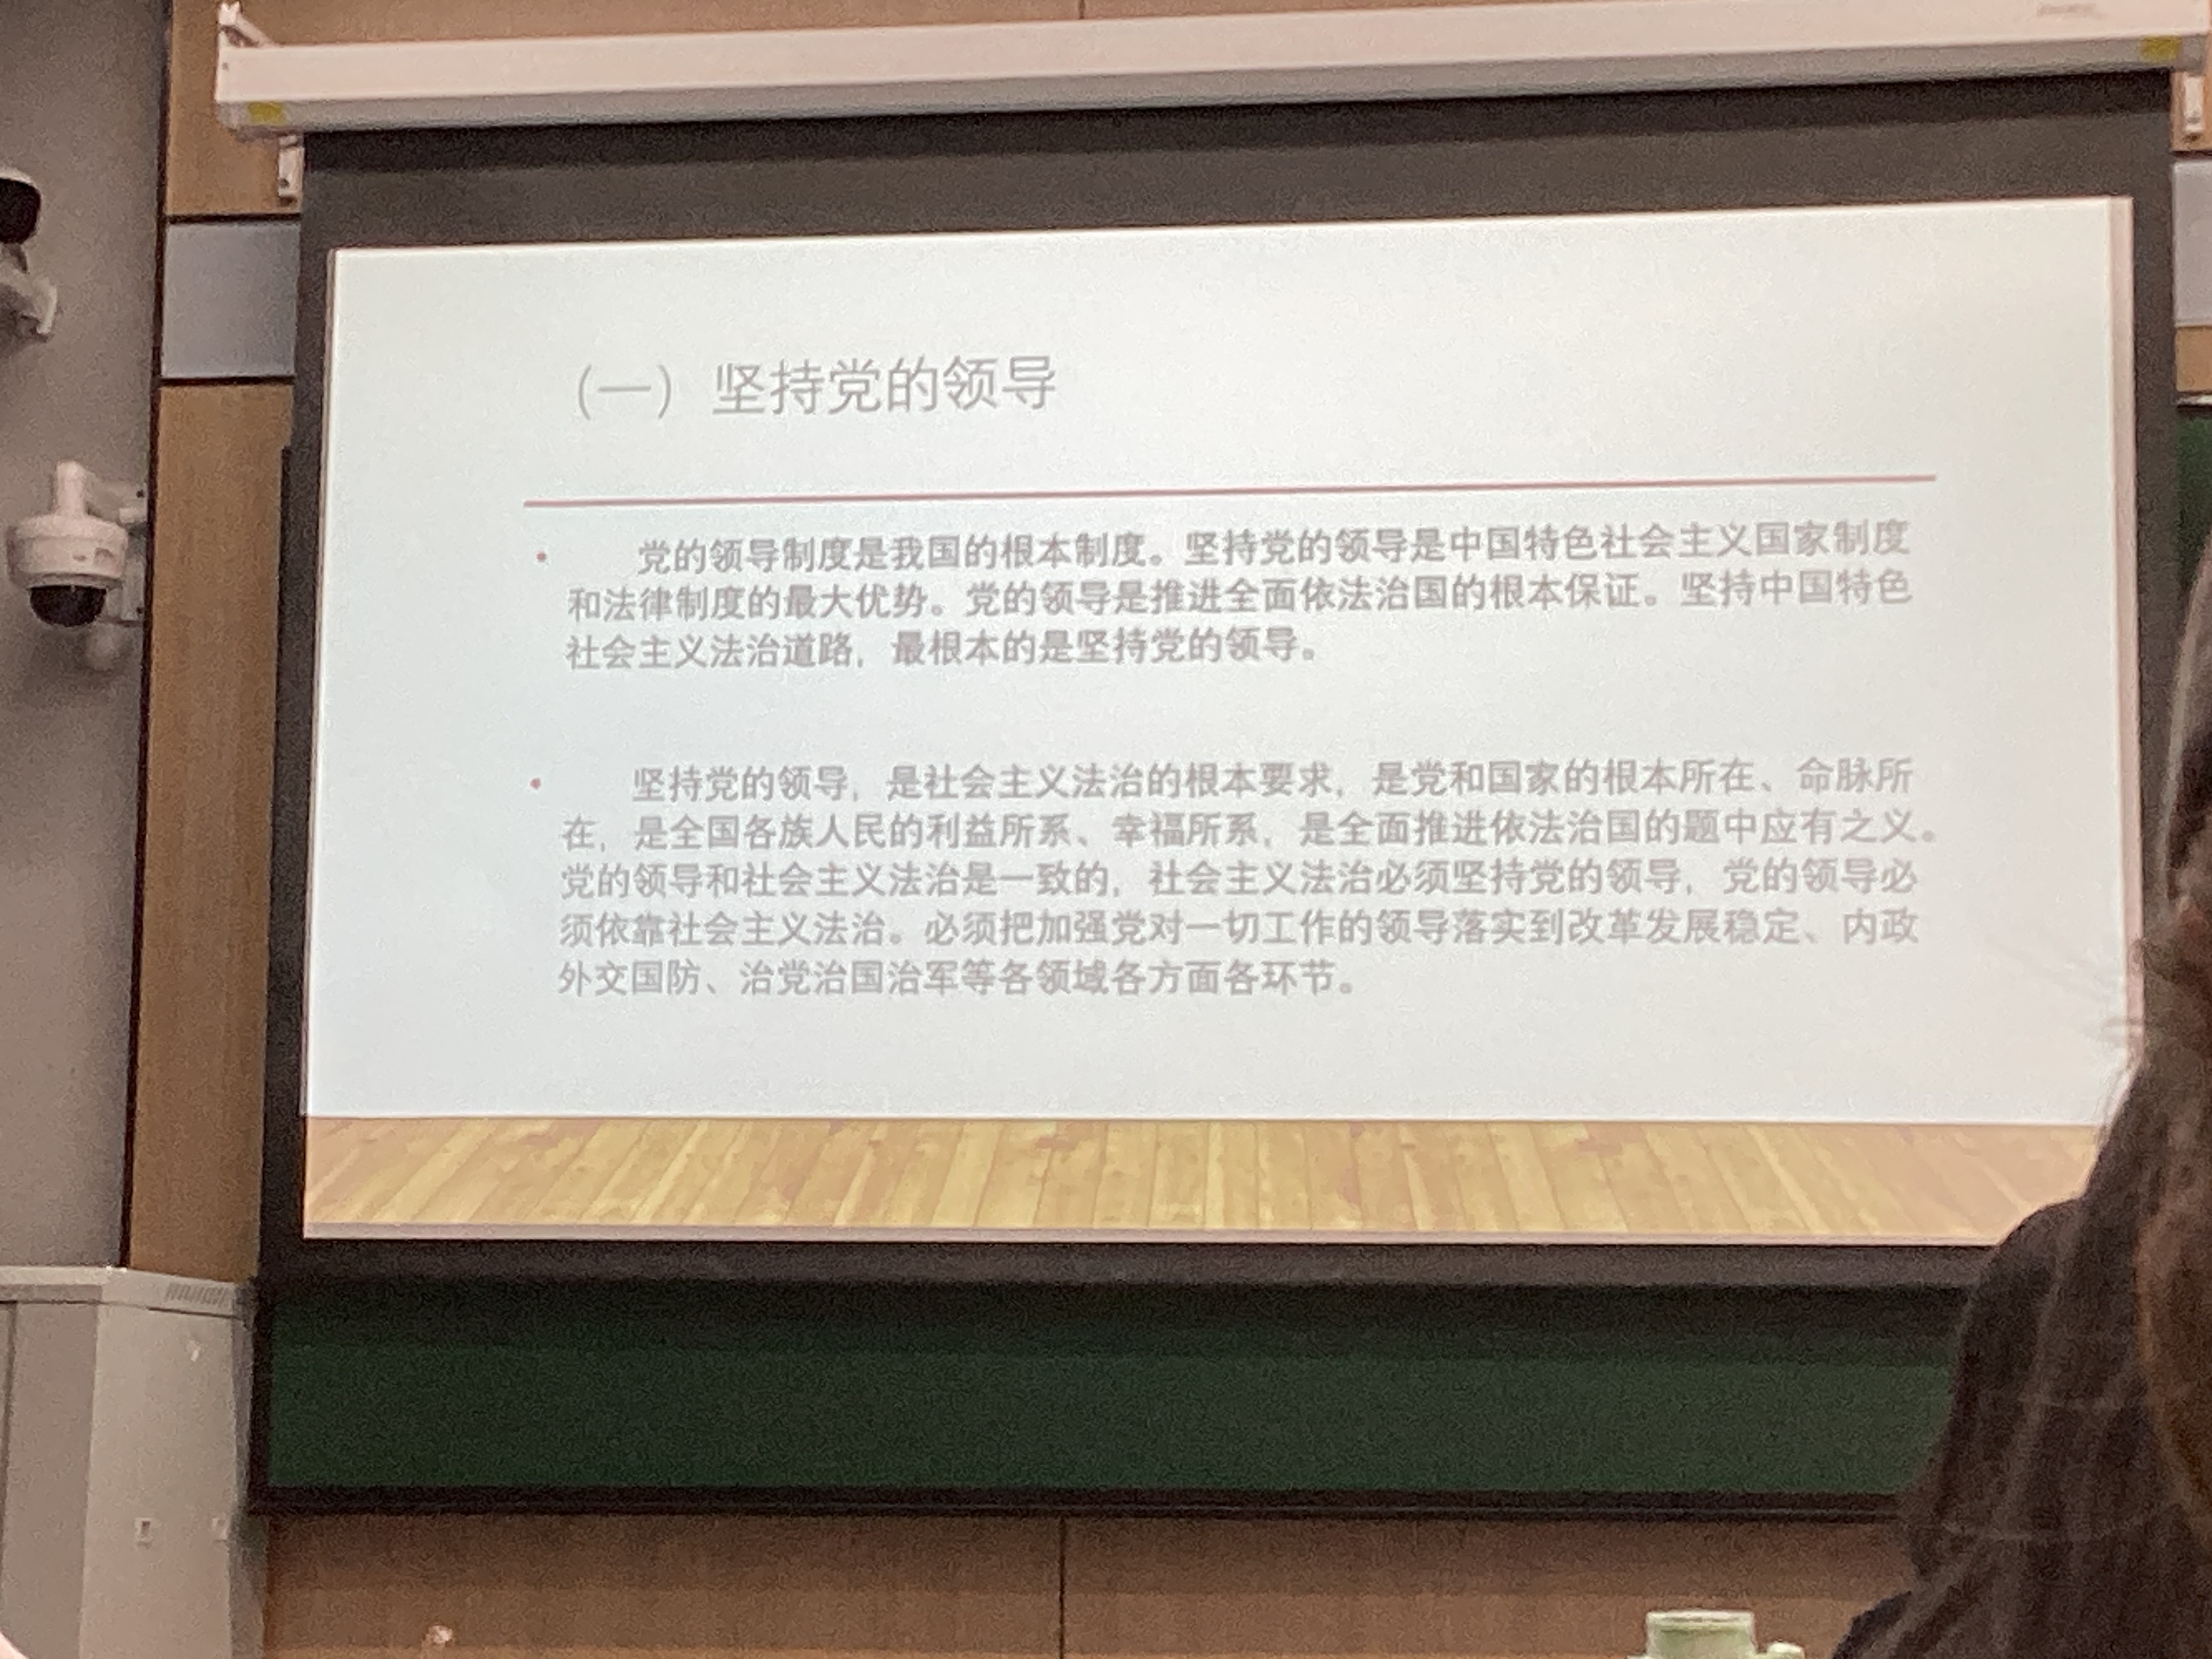 (一) 坚持党的领导
• 党的领导制度是我国的根本制度。坚持党的领导是中国特色社会主义国家制度
和法律制度的最大优势。党的领导是推进全面依法治国的根本保证。坚持中国特色
社会主义法治道路，最根本的是坚持党的领导。
• 坚持党的领导，是社会主义法治的根本要求，是党和国家的根本所在、命脉所
在，是全国各族人民的利益所系、幸福所系，是全面推进依法治国的题中应有之义。
党的领导和社会主义法治是一致的，社会主义法治必须坚持党的领导，党的领导必
须依靠社会主义法治。必须把加强党对一切工作的领导落实到改革发展稳定、内政
外交国防、治党治国治军等各领域各方面各环节。